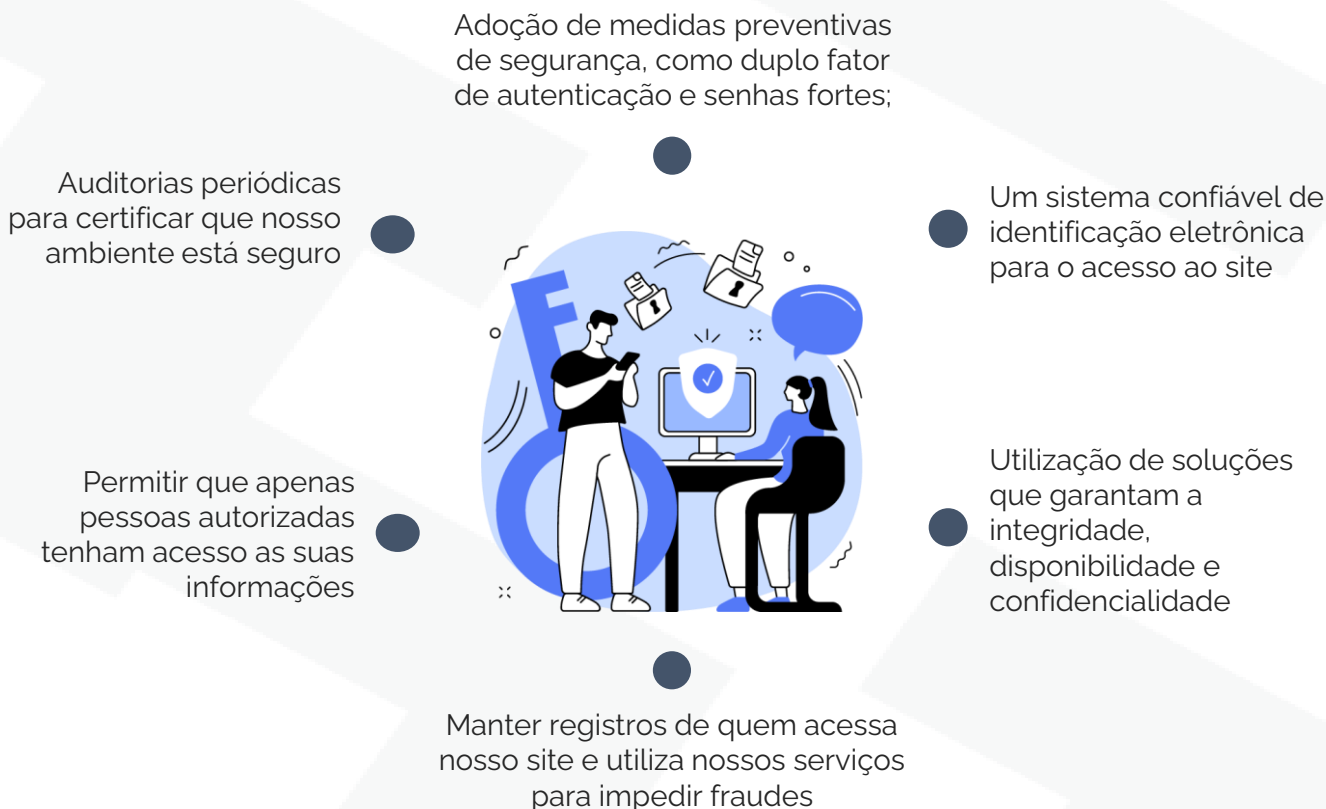 Adoção de medidas preventivas
de segurança, como duplo fator
de autenticação e senhas fortes;
Auditorias periódicas
para certificar que nosso
ambiente está seguro
Um sistema confiável de
identificação eletrônica
para o acesso ao site
Permitir que apenas
pessoas autorizadas
tenham acesso as suas
informações
Utilização de soluções
que garantam a
integridade,
disponibilidade e
confidencialidade
Manter registros de quem acessa
nosso site e utiliza nossos serviços
para impedir fraudes